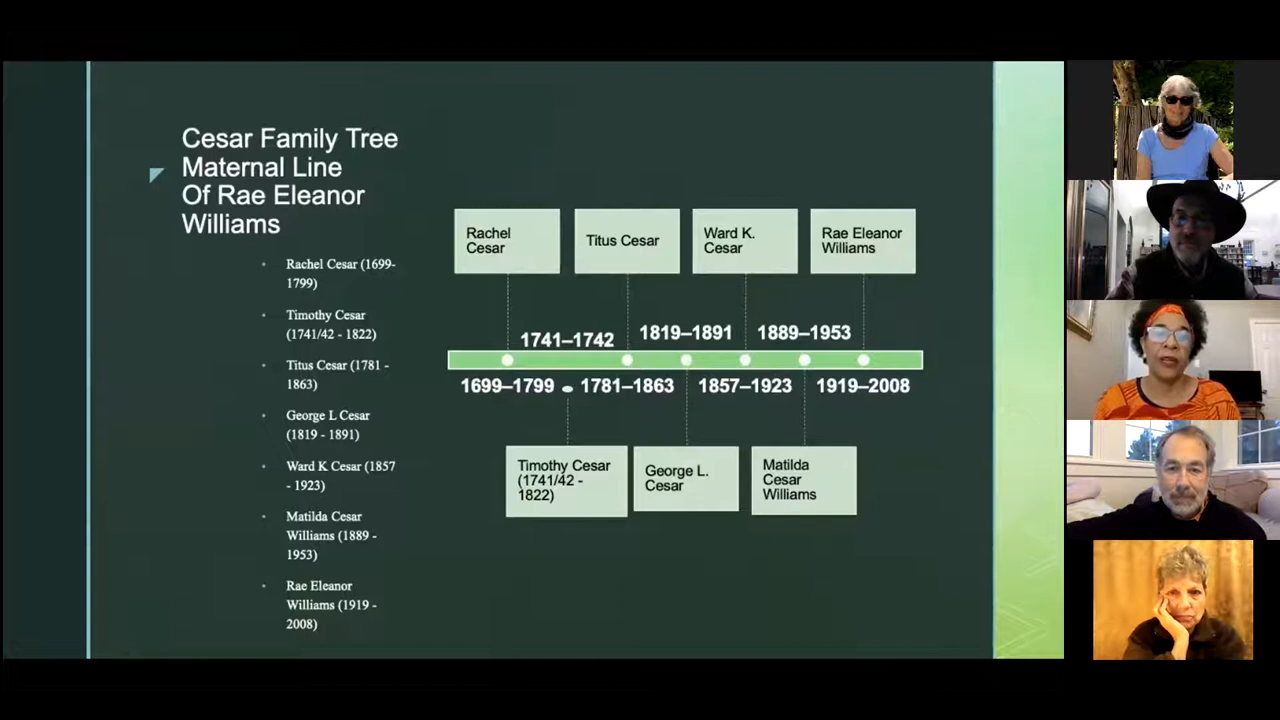 Cesar Family Tree
Maternal Line
Of Rae Eleanor
Williams
Rachel Cesar (1699-
1799)
Timothy Cesar
(1741/42 - 1822)
Titus Cesar (1781 -
1863)
George L Cesar
(1819 - 1891)
Ward K Cesar (1857
- 1923)
Matilda Cesar
Williams (1889 -
1953)
Rae Eleanor
Williams (1919 -
2008)
Rachel
Cesar
Titus Cesar
Ward K.
Cesar
Rae Eleanor
Williams
1741–1742
1819–1891
1889–1953
1699–1799
1781–1863
1857–1923
1919–2008
Timothy Cesar
(1741/42 -
1822)
George L.
Cesar
Matilda
Cesar
Williams